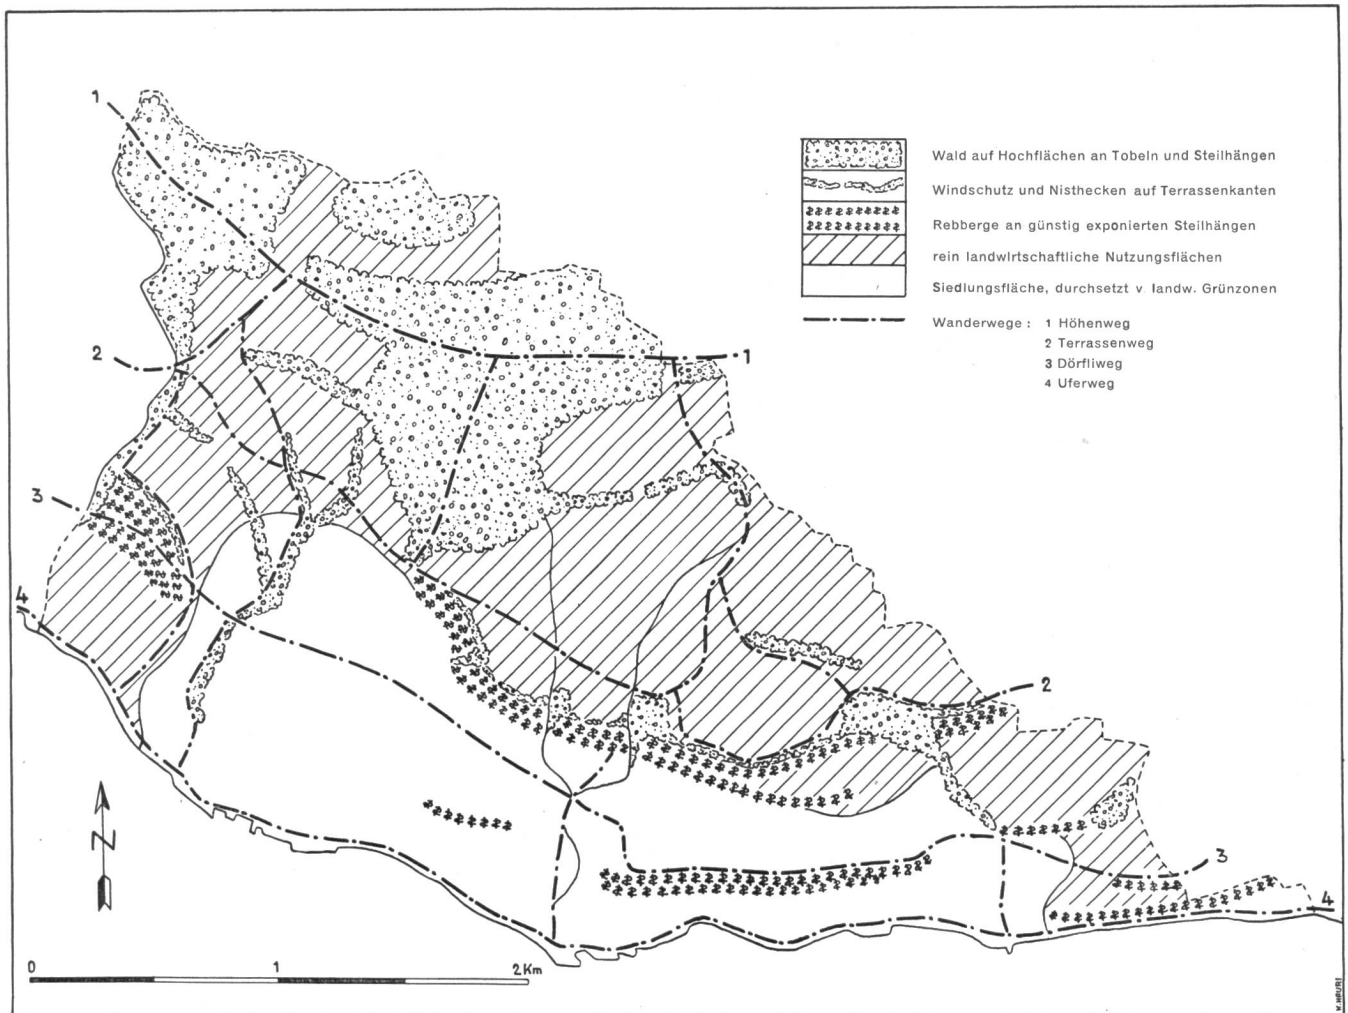 1
Wald auf Hochflächen an Tobeln und Steilhängen
Windschutz und Nisthecken auf Terrassenkanten
Rebberge an günstig exponierten Steilhängen
rein landwirtschaftliche Nutzungsflächen
Siedlungsfläche, durchsetzt v. landw. Grünzonen
Wanderwege : 1 Höhenweg
2 Terrassenweg
3 Dörfliweg
4 Uferweg
2
1
3
4
2
3
4
N
0 1 2 Km
W. HAURI